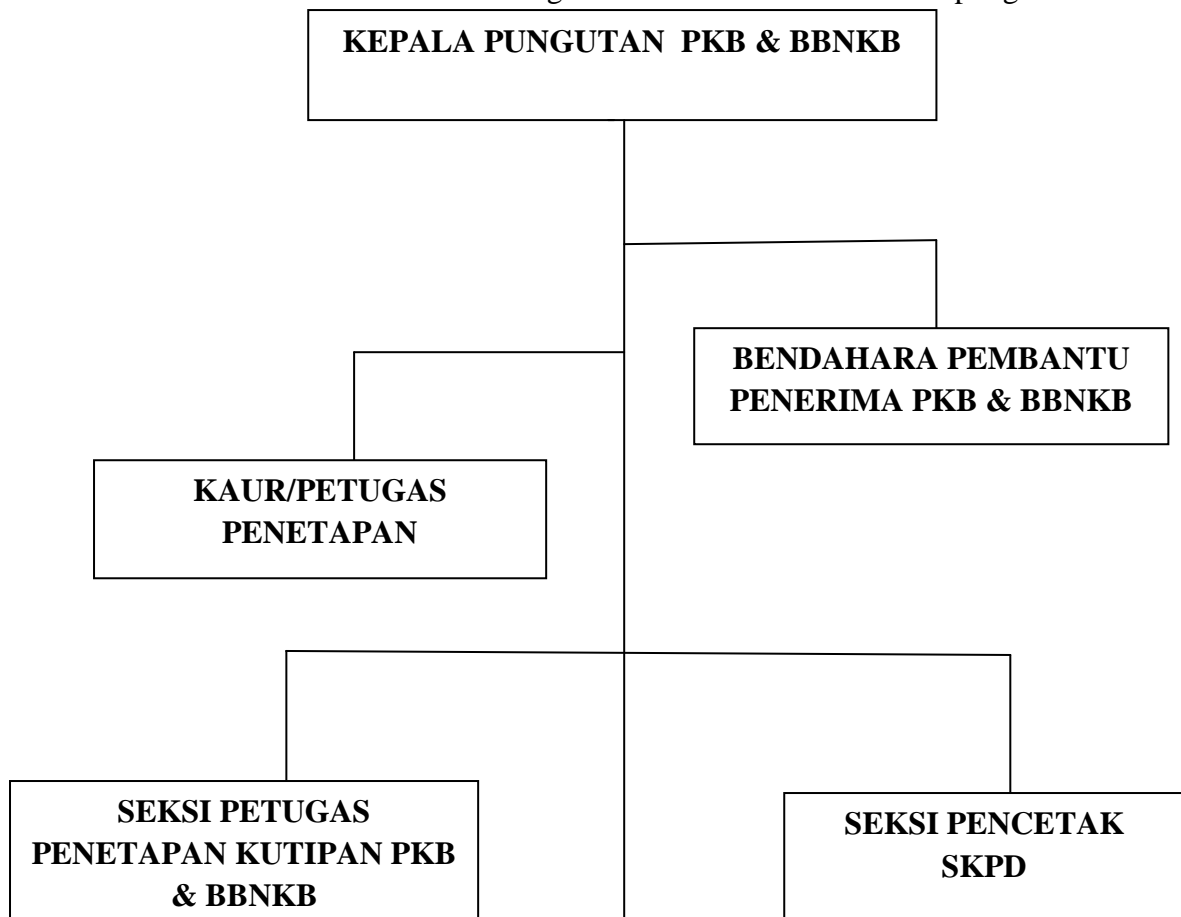 KEPALA PUNGUTAN PKB & BBNKB
BENDAHARA PEMBANTU
PENERIMA PKB & BBNKB
KAUR/PETUGAS
PENETAPAN
SEKSI PETUGAS
PENETAPAN KUTIPAN PKB
& BBNKB
SEKSI PENCETAK
SKPD